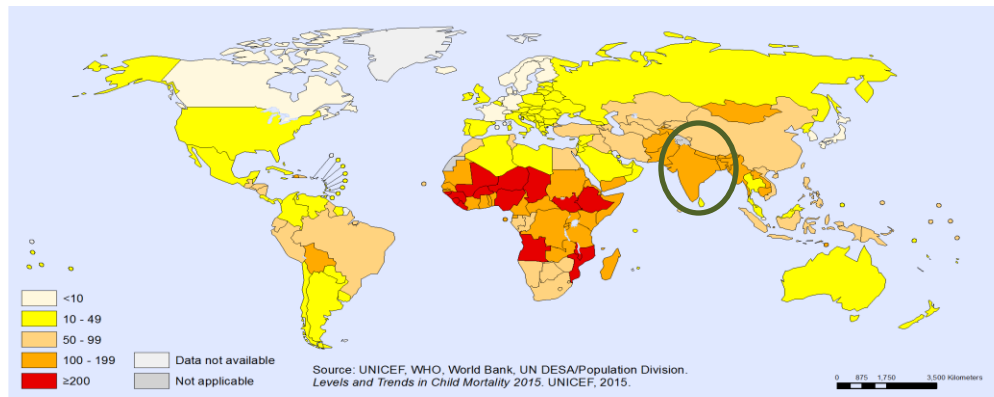 <10
10 - 49
50 - 99
100 - 199
≥200
Data not available
Not applicable
Source: UNICEF, WHO, World Bank, UN DESA/Population Division.
Levels and Trends in Child Mortality 2015. UNICEF, 2015.
0 875 1,750 3,500 Kilometers